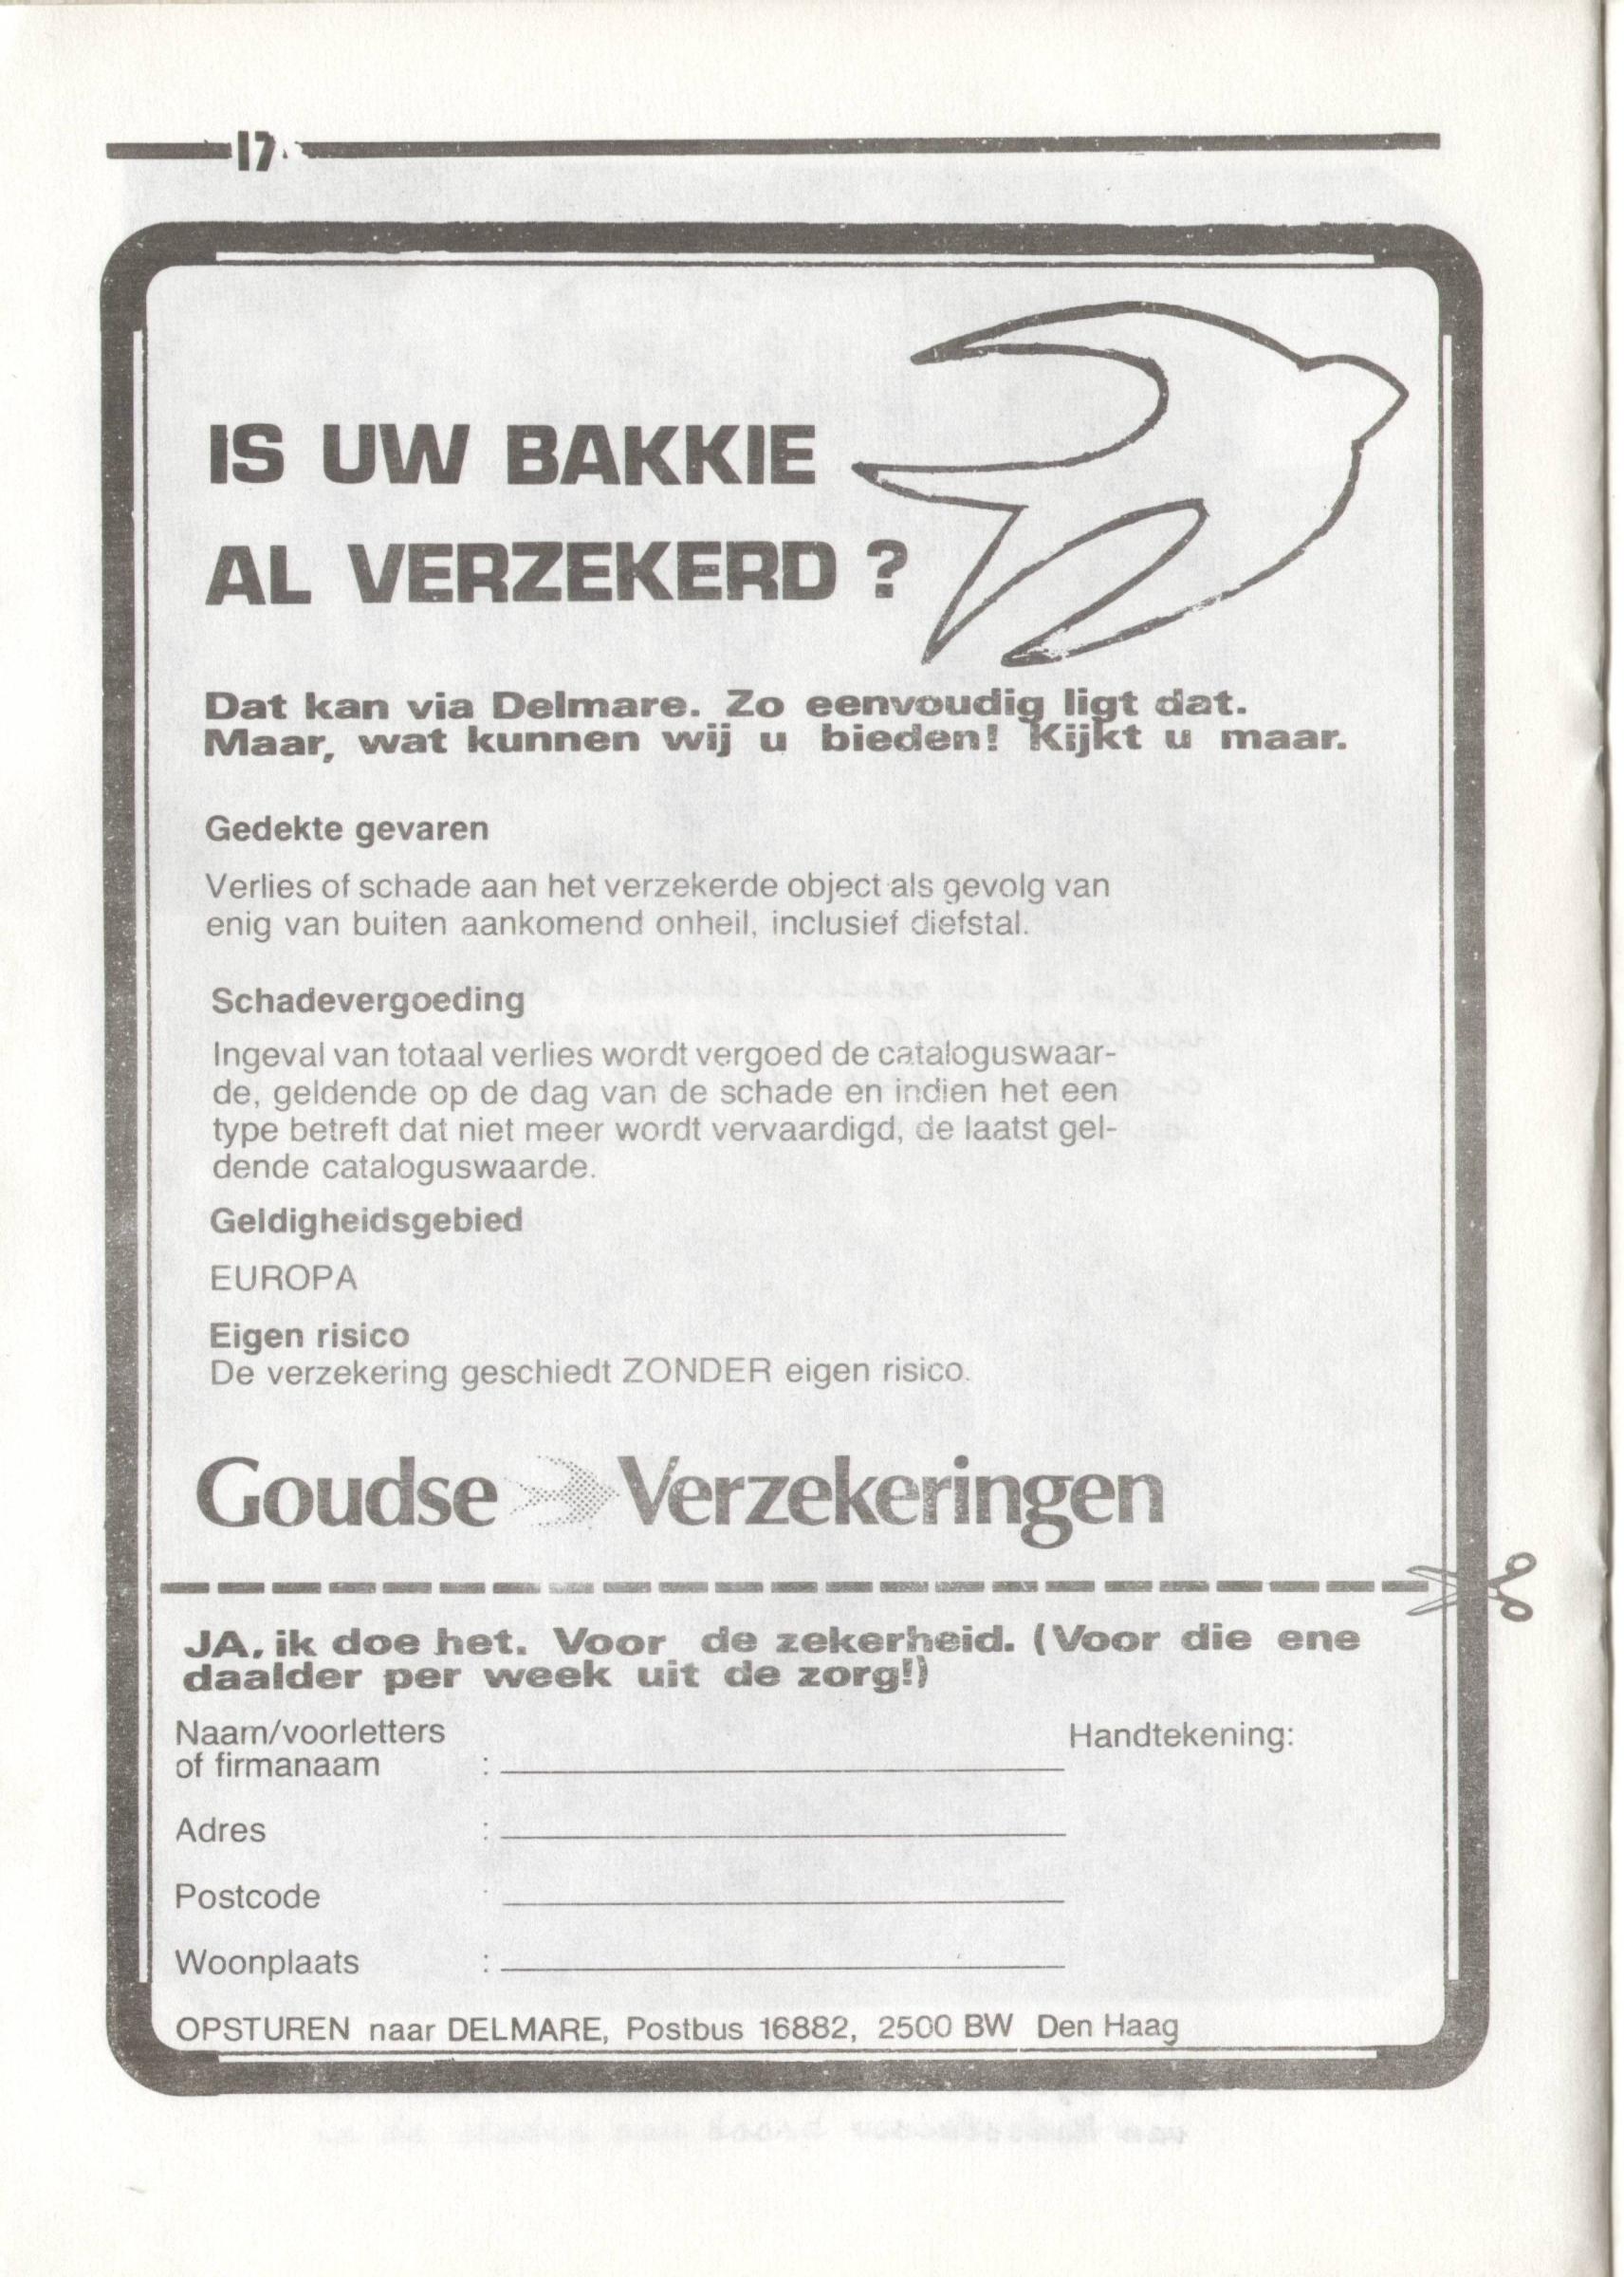 17
IS UW BAKKIE
AL VERZEKERD ?
Dat kan via Delmare. Zo eenvoudig ligt dat.
Maar, wat kunnen wij u bieden! Kijkt u maar.
Gedekte gevaren
Verlies of schade aan het verzekerde object als gevolg van
enig van buiten aankomend onheil, inclusief diefstal.
Schadevergoeding
Ingeval van totaal verlies wordt vergoed de cataloguswaar-
de, geldende op de dag van de schade en indien het een
type betreft dat niet meer wordt vervaardigd, de laatst gel-
dende cataloguswaarde.
Geldigheidsgebied
EUROPA
Eigen risico
De verzekering geschiedt ZONDER eigen risico.
Goudse Verzekeringen
JA, ik doe het. Voor de zekerheid. (Voor die ene
daalder per week uit de zorg!)
Naam/voorletters Handtekening:
of firmanaam :
Adres :
Postcode :
Woonplaats :
OPSTUREN naar DELMARE, Postbus 16882, 2500 BW Den Haag